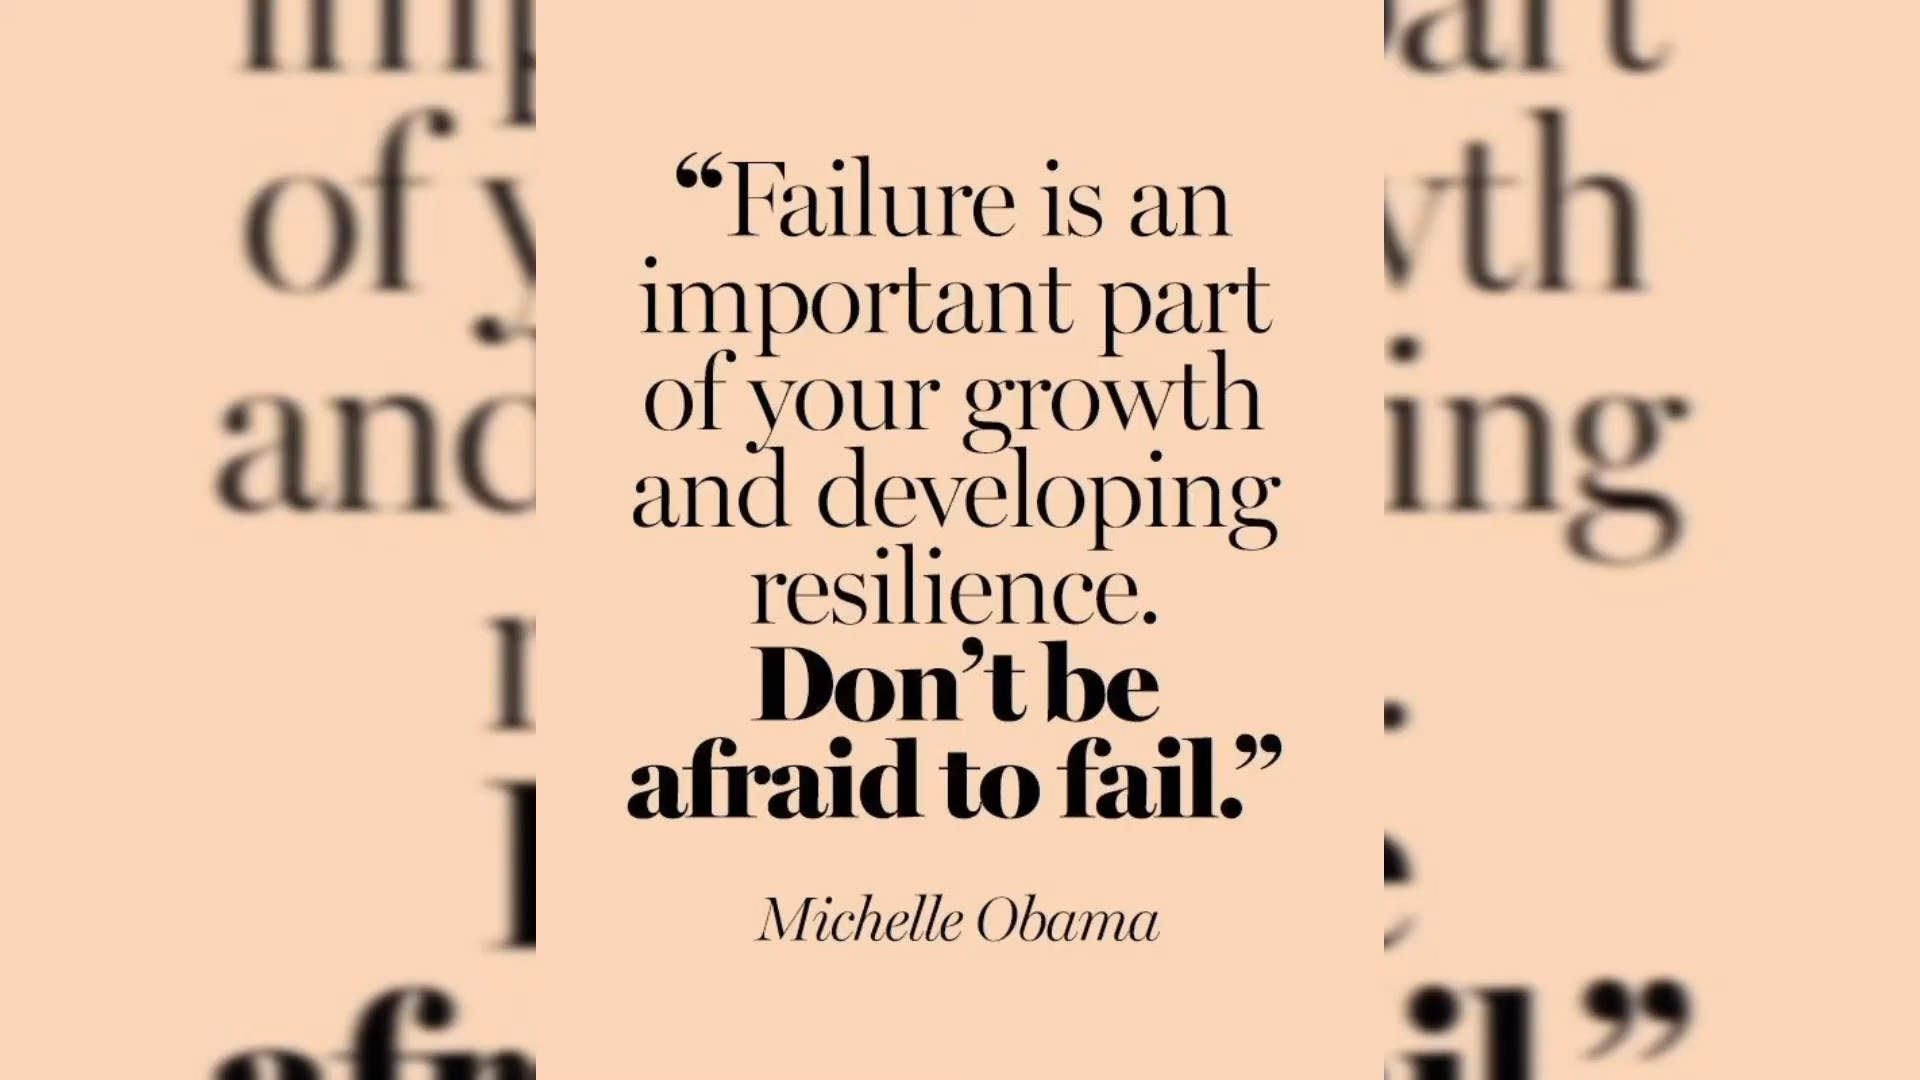 “Failure is an
important part
of your growth
and developing
resilience.
Don’t be
afraid to fail.”
Michelle Obama